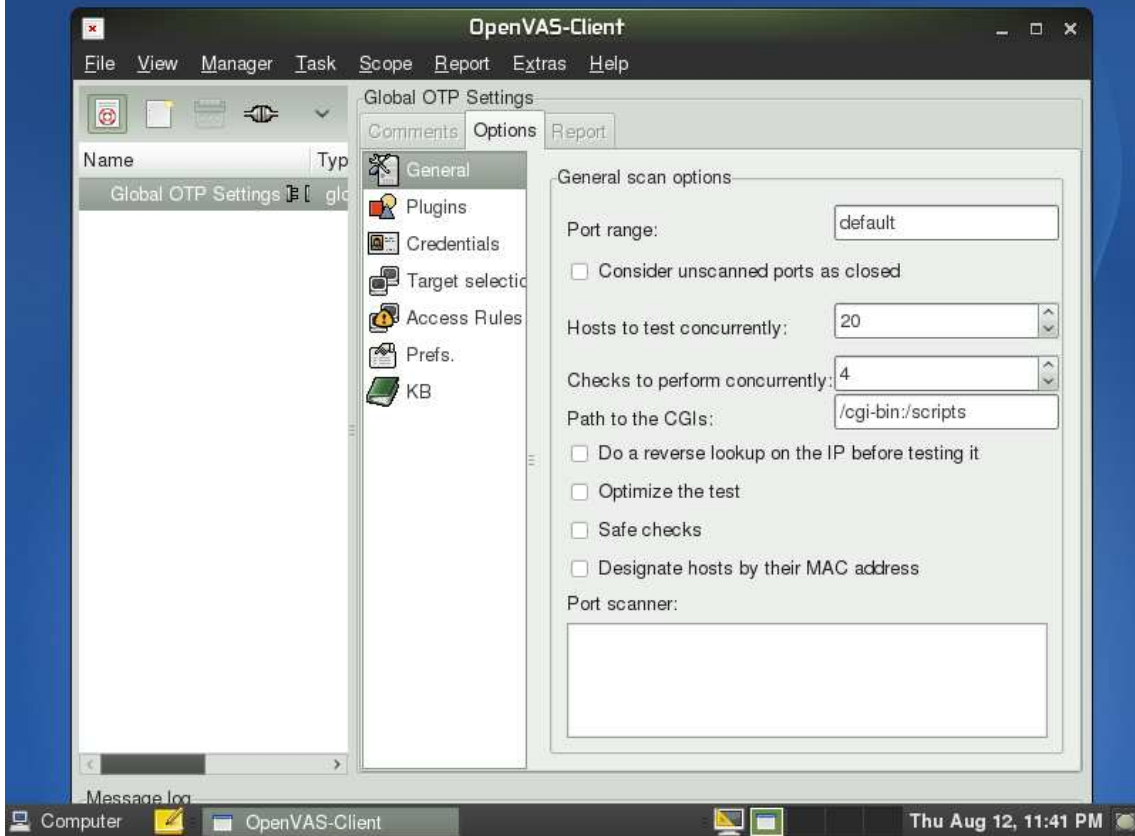 OpenVAS-Client
File View Manager Task Scope Report Extras Help
Global OTP Settings
Comments Options Report
Name Typ
Global OTP Settings glo
General
Plugins
Credentials
Target selectio
Access Rules
Prefs.
KB
General scan options
Port range: default
Consider unscanned ports as closed
Hosts to test concurrently: 20
Checks to perform concurrently: 4
Path to the CGIs: /cgi-bin:/scripts
Do a reverse lookup on the IP before testing it
Optimize the test
Safe checks
Designate hosts by their MAC address
Port scanner:
Message log
Computer OpenVAS-Client Thu Aug 12, 11:41 PM